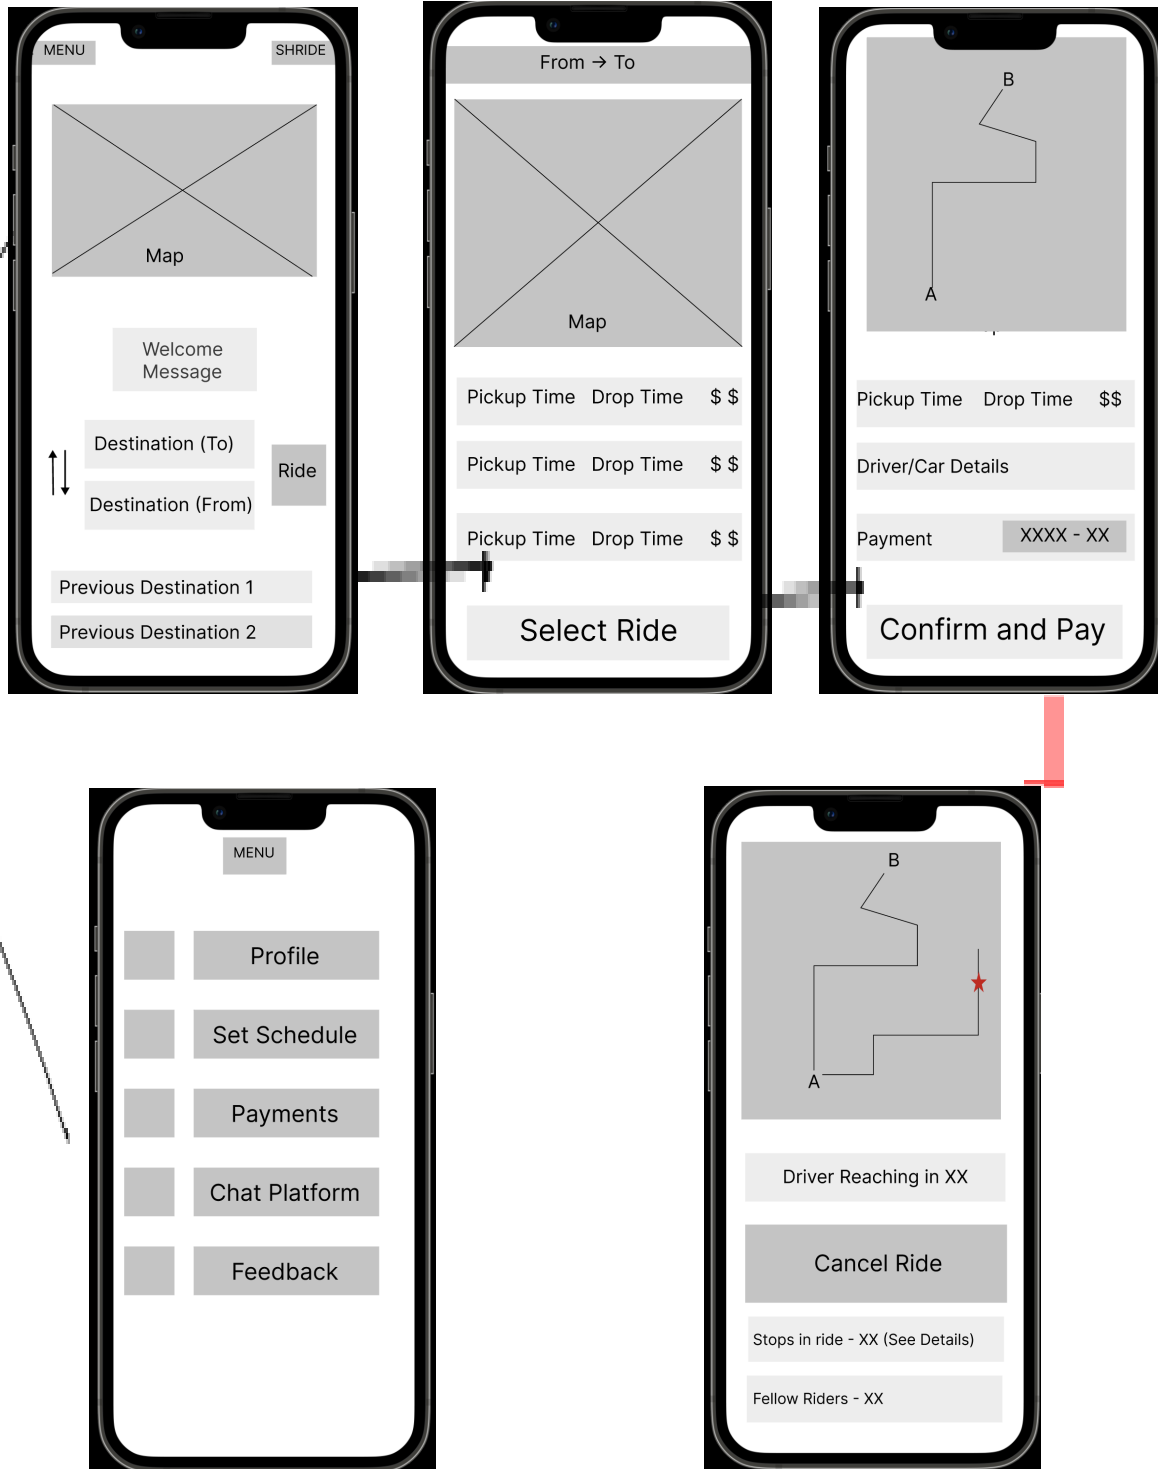 MENU
SHRIDE
Map
Welcome
Message
Destination (To)
Ride
Destination (From)
Previous Destination 1
Previous Destination 2
From → To
Map
Pickup Time Drop Time $ $
Pickup Time Drop Time $ $
Pickup Time Drop Time $ $
Select Ride
B
A
Pickup Time Drop Time $$
Driver/Car Details
Payment XXXX - XX
Confirm and Pay
MENU
Profile
Set Schedule
Payments
Chat Platform
Feedback
B
A
Driver Reaching in XX
Cancel Ride
Stops in ride - XX (See Details)
Fellow Riders - XX